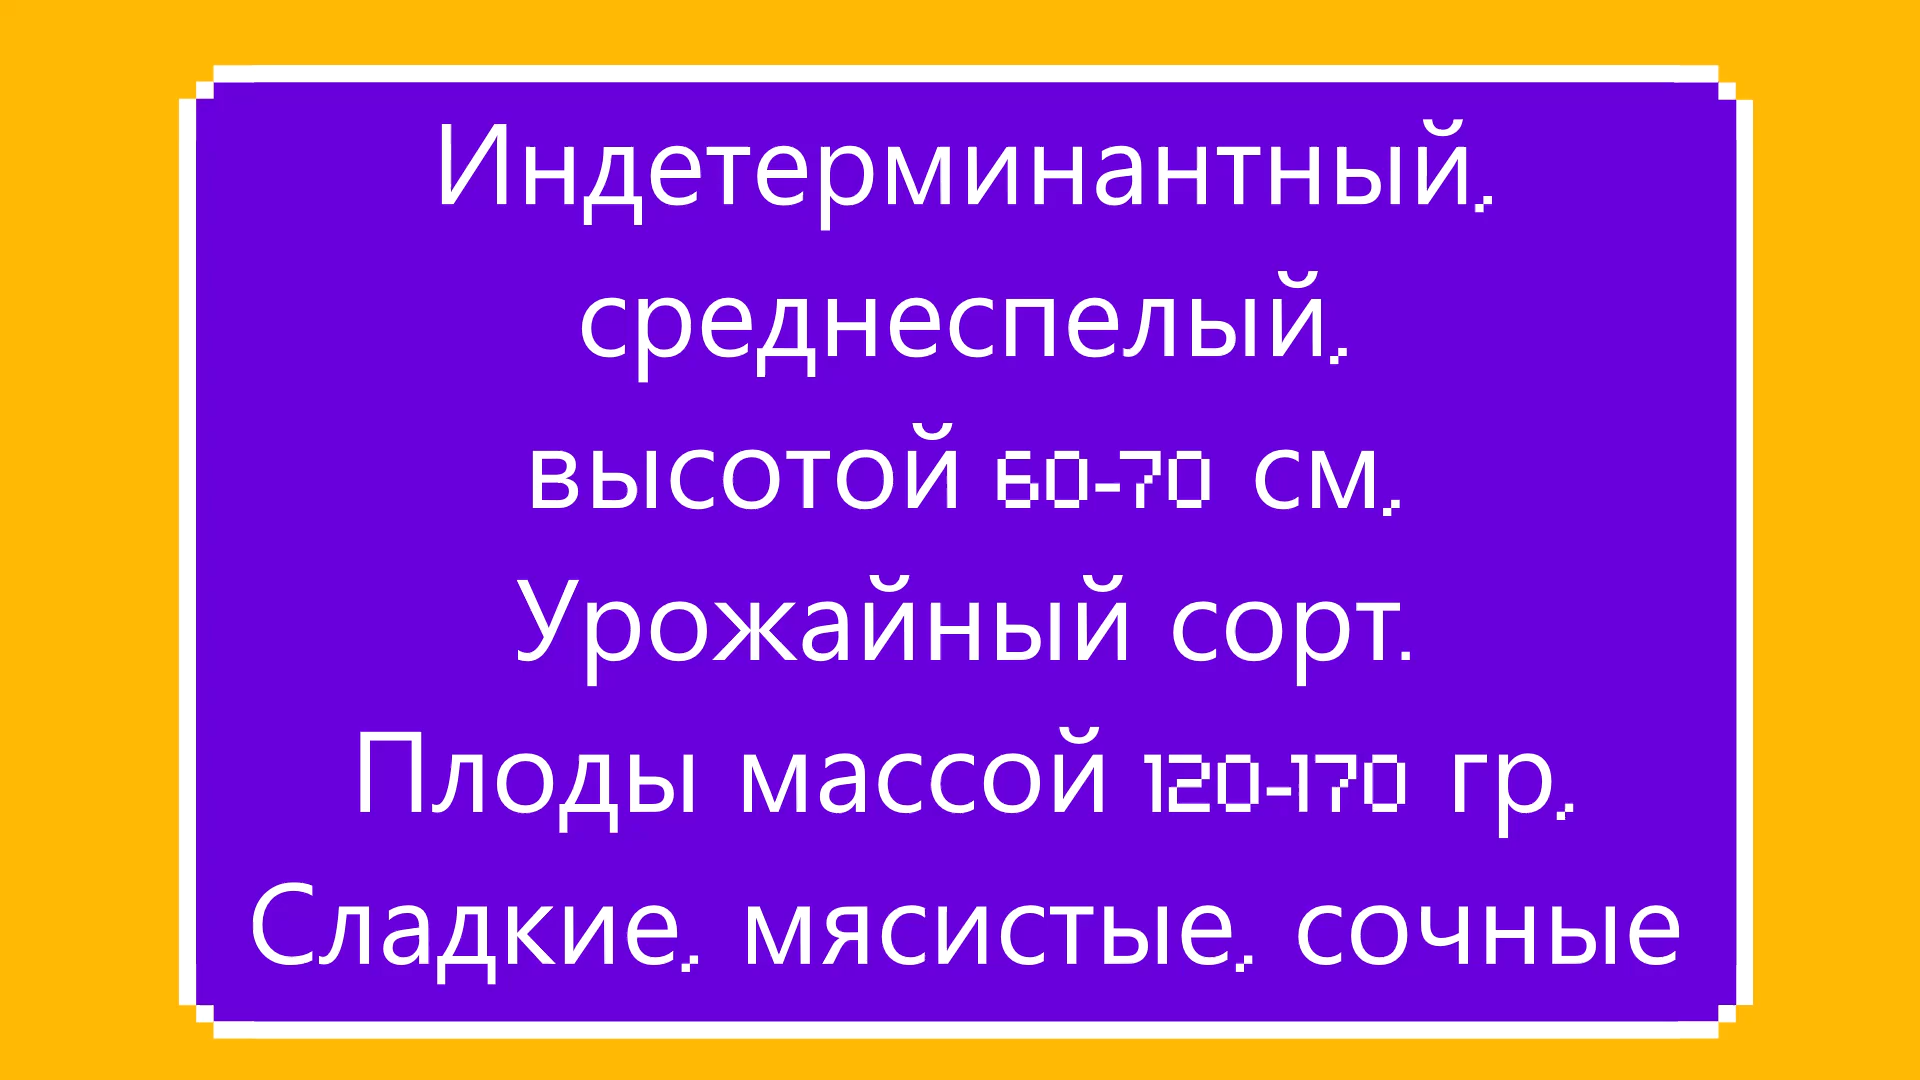 Индетерминантный,
среднеспелый,
высотой 60-70 см,
Урожайный сорт.
Плоды массой 120-170 гр,
Сладкие, мясистые, сочные